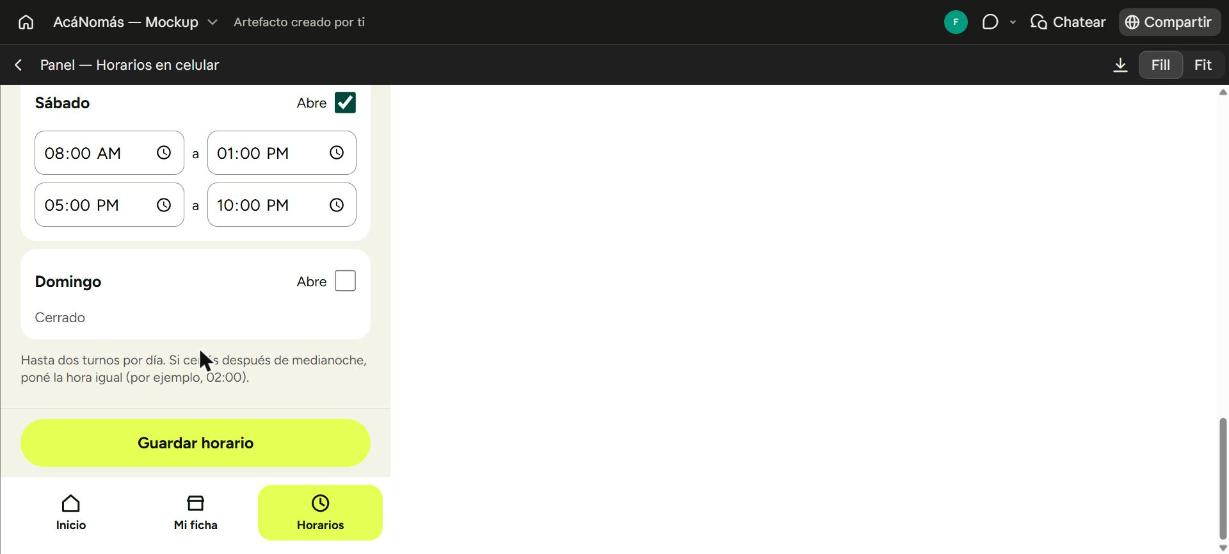 AcáNomás — Mockup
Artefacto creado por ti
F
Chatear
Compartir
Panel — Horarios en celular
Fill
Fit
Sábado
Abre
08:00 AM a 01:00 PM
05:00 PM a 10:00 PM
Domingo
Abre
Cerrado
Hasta dos turnos por día. Si después de medianoche,
poné la hora igual (por ejemplo, 02:00).
Guardar horario
Inicio
Mi ficha
Horarios